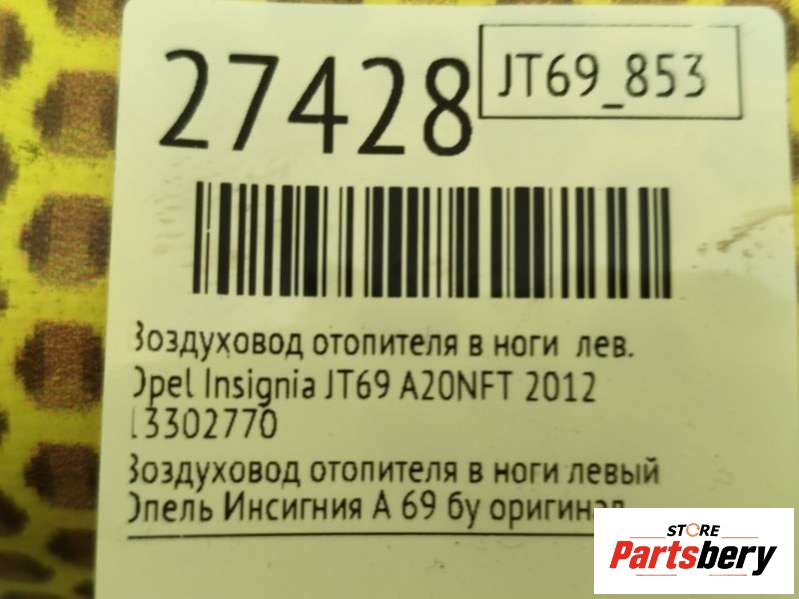 27428
JT69_853
Воздуховод отопителя в ноги лев.
Opel Insignia JT69 A20NFT 2012
13302770
Воздуховод отопителя в ноги левый
Опель Инсигния А 69 бу оригинал
STORE
Partsbery